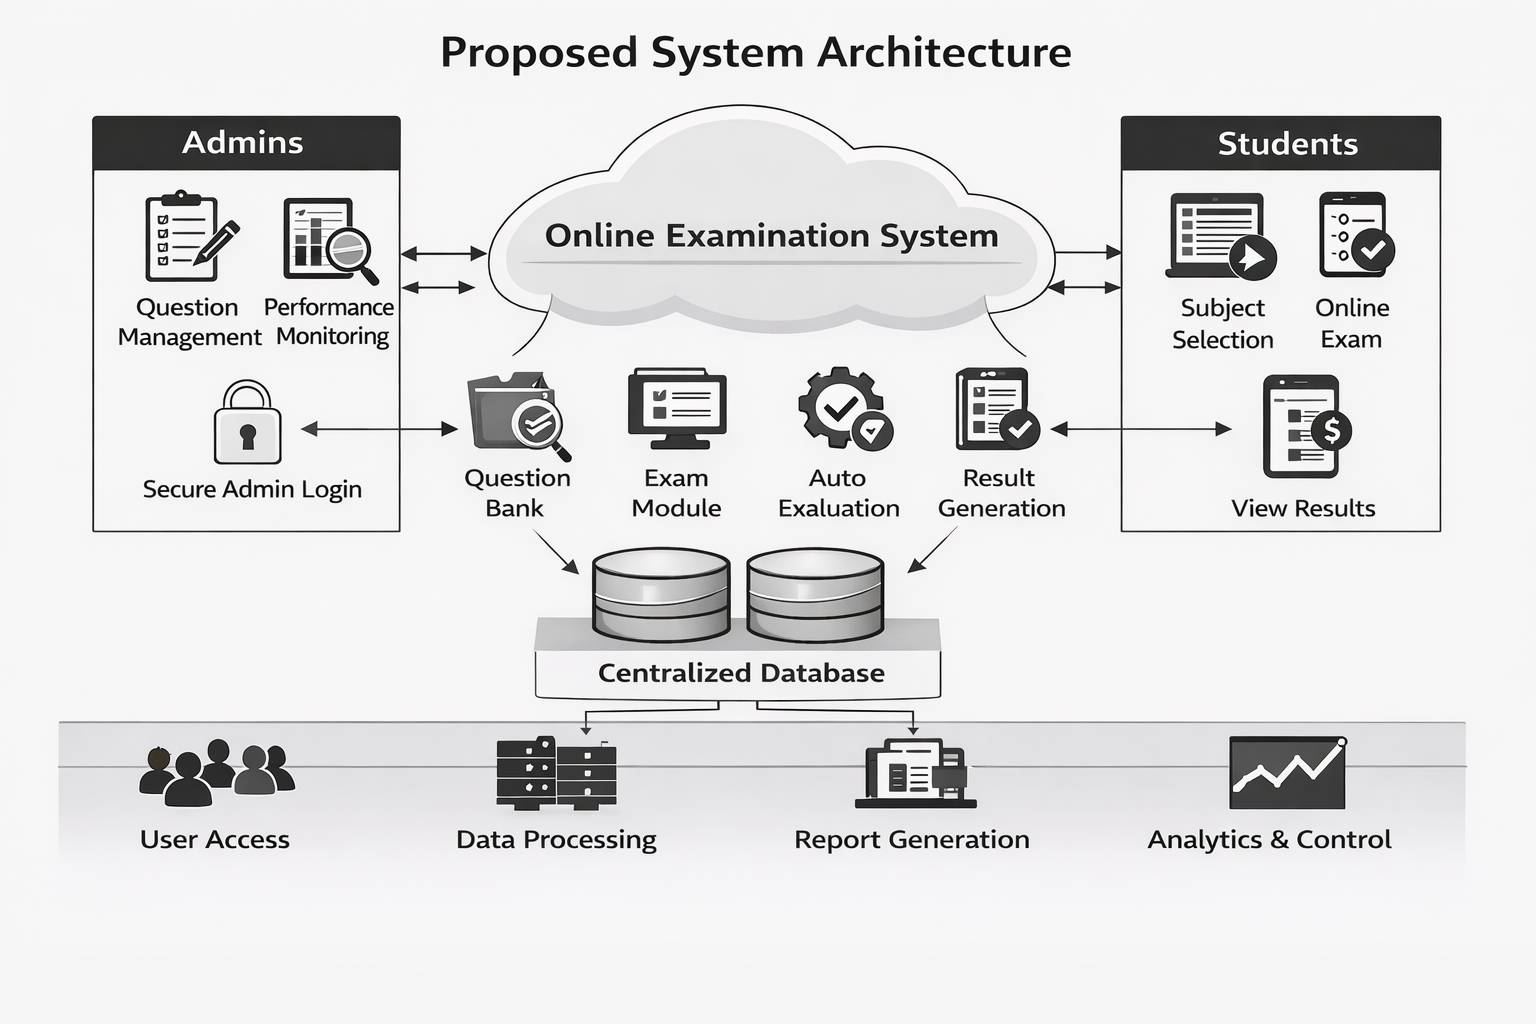 Proposed System Architecture
Admins
Question
Management
Performance
Monitoring
Secure Admin Login
Online Examination System
Students
Subject
Selection
Online
Exam
$
View Results
Question
Bank
Exam
Module
Auto
Evaluation
Result
Generation
Centralized Database
User Access
Data Processing
Report Generation
Analytics & Control